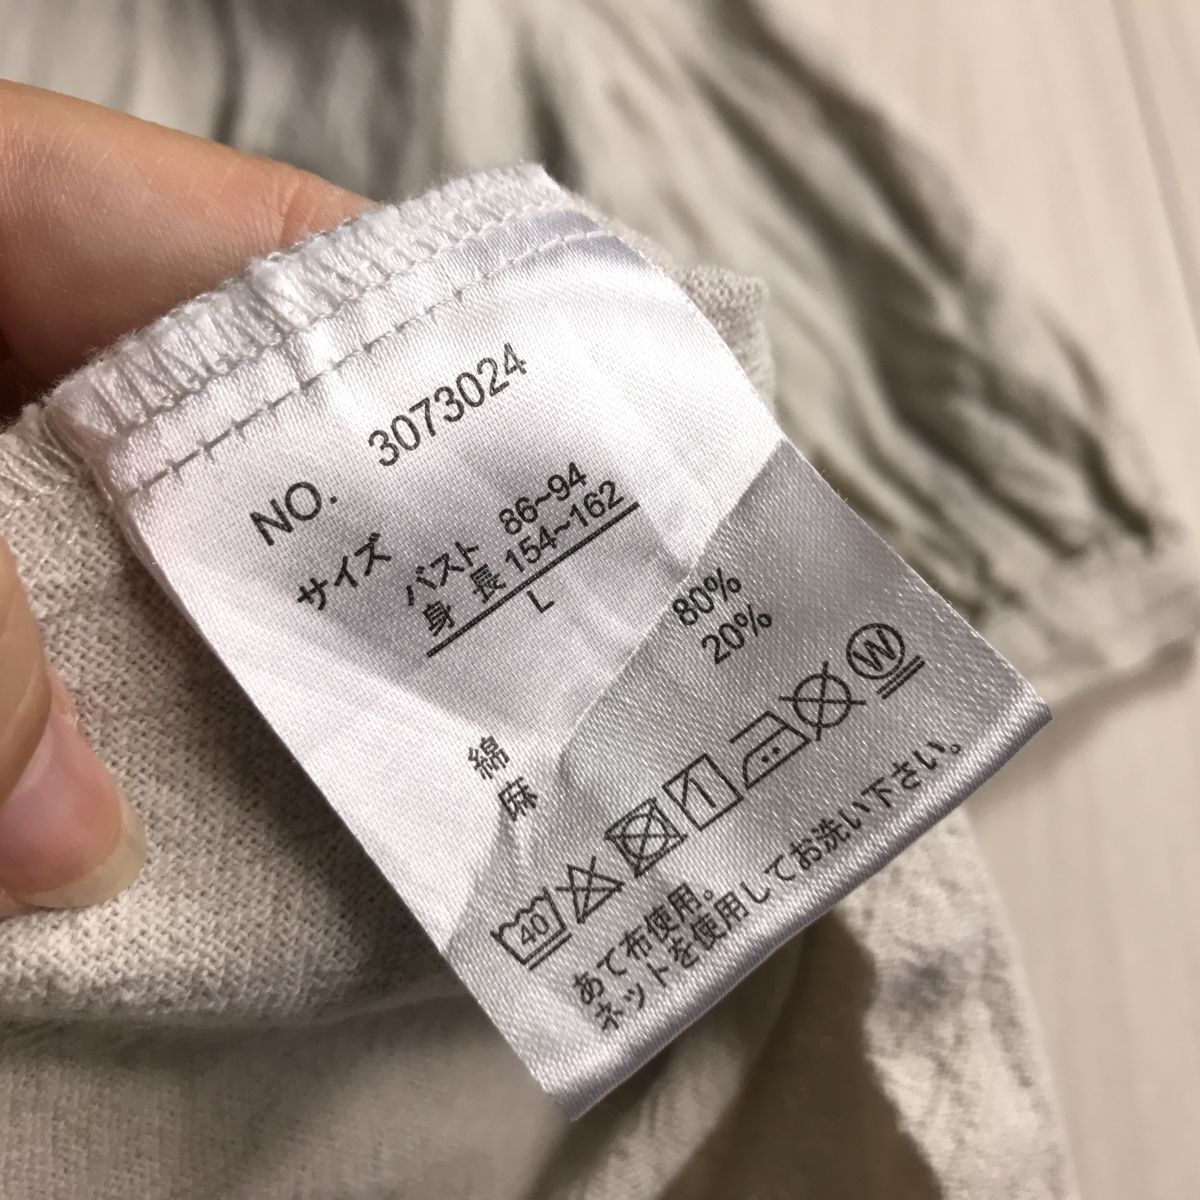 NO. 3073024
サイズ バスト 86~94
身 長 154~162
L
綿 80%
麻 20%
40 W
あて布使用。
ネットを使用してお洗い下さい。